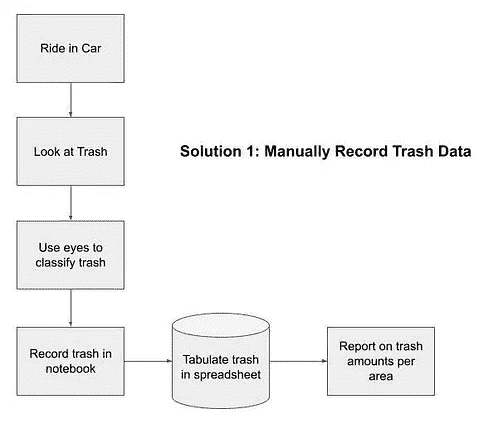 Ride in Car
Look at Trash
Solution 1: Manually Record Trash Data
Use eyes to
classify trash
Record trash in
notebook
Tabulate trash
in spreadsheet
Report on trash
amounts per
area